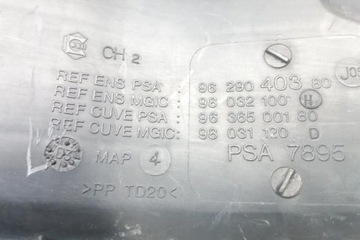 CH 2
REF ENS PSA : 96 290 403 80
REF ENS MGIC : 96 032 100 H
REF CUVE PSA : 96 365 001 80
REF CUVE MGIC: 96 031 120 D
MAP 4 PSA 7895
>PP TD20<